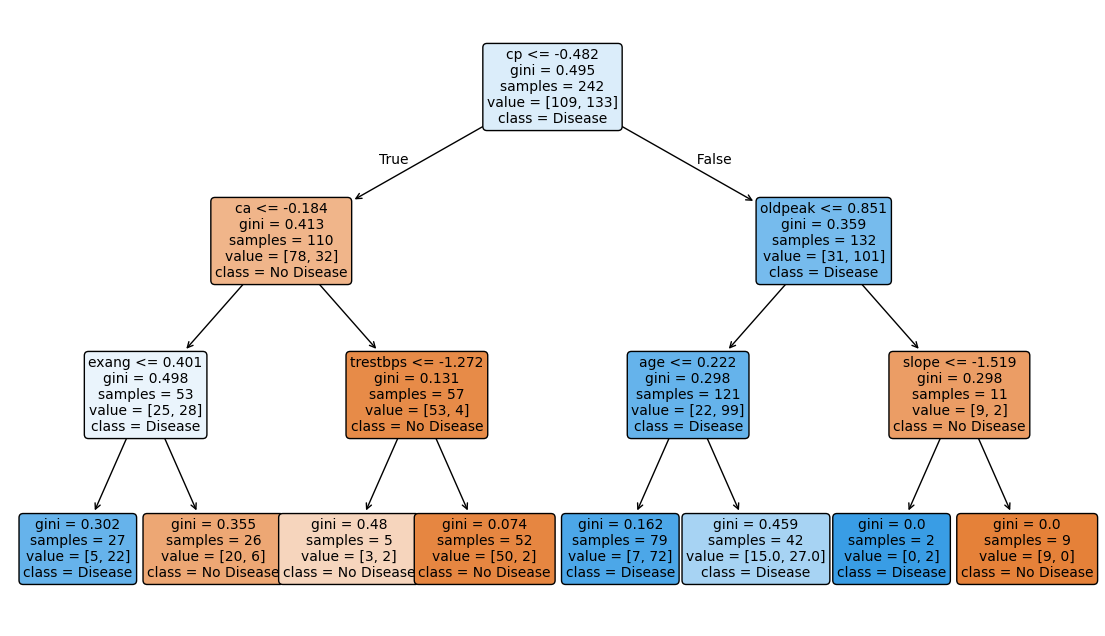 cp <= -0.482
gini = 0.495
samples = 242
value = [109, 133]
class = Disease
True
False
ca <= -0.184
gini = 0.413
samples = 110
value = [78, 32]
class = No Disease
oldpeak <= 0.851
gini = 0.359
samples = 132
value = [31, 101]
class = Disease
exang <= 0.401
gini = 0.498
samples = 53
value = [25, 28]
class = Disease
trestbps <= -1.272
gini = 0.131
samples = 57
value = [53, 4]
class = No Disease
age <= 0.222
gini = 0.298
samples = 121
value = [22, 99]
class = Disease
slope <= -1.519
gini = 0.298
samples = 11
value = [9, 2]
class = No Disease
gini = 0.302
samples = 27
value = [5, 22]
class = Disease
gini = 0.355
samples = 26
value = [20, 6]
class = No Disease
gini = 0.48
samples = 5
value = [3, 2]
class = No Disease
gini = 0.074
samples = 52
value = [50, 2]
class = No Disease
gini = 0.162
samples = 79
value = [7, 72]
class = Disease
gini = 0.459
samples = 42
value = [15.0, 27.0]
class = Disease
gini = 0.0
samples = 2
value = [0, 2]
class = Disease
gini = 0.0
samples = 9
value = [9, 0]
class = No Disease